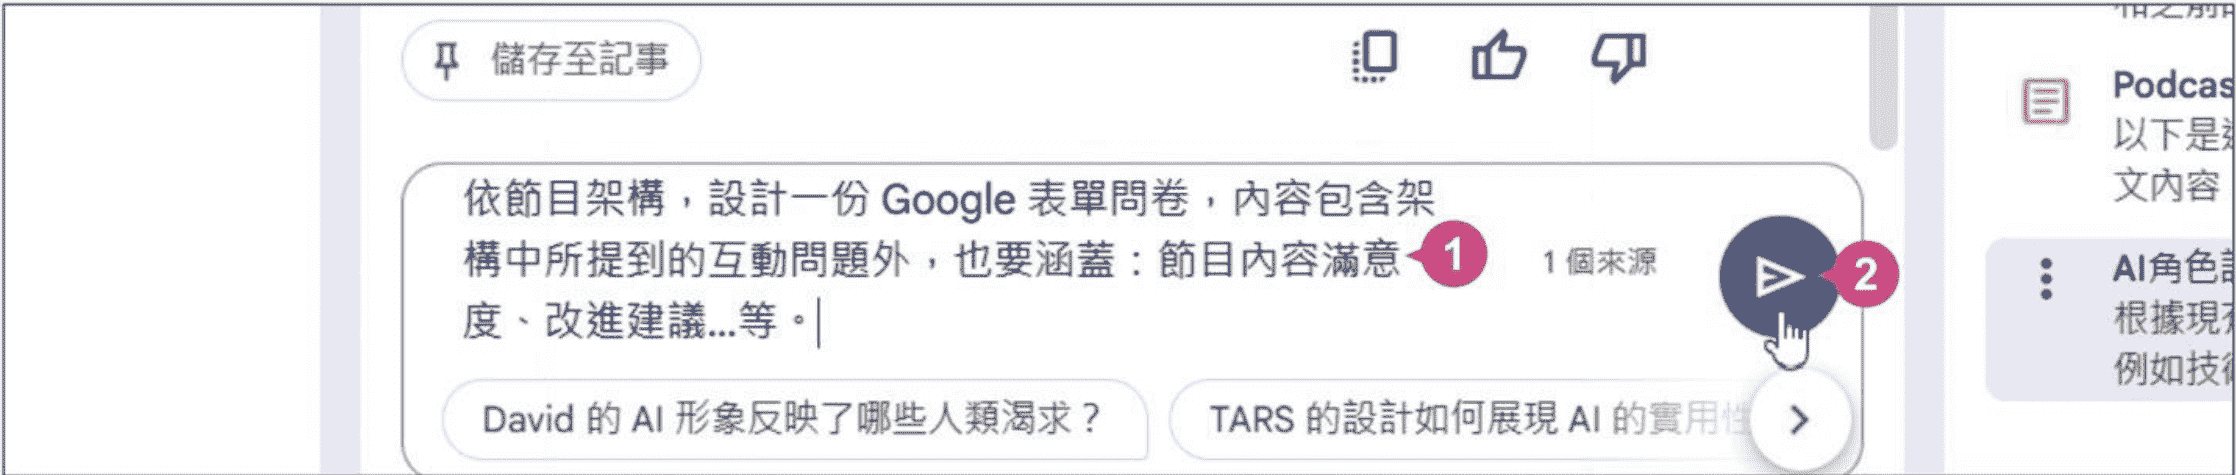 儲存至記事
依節目架構，設計一份 Google 表單問卷，內容包含架
構中所提到的互動問題外，也要涵蓋：節目內容滿意
度、改進建議...等。
1
1 個來源
2
David 的 AI 形象反映了哪些人類渴求？
TARS 的設計如何展現 AI 的實用性
Podcas
以下是
文內容
AI角色
根據現
例如技